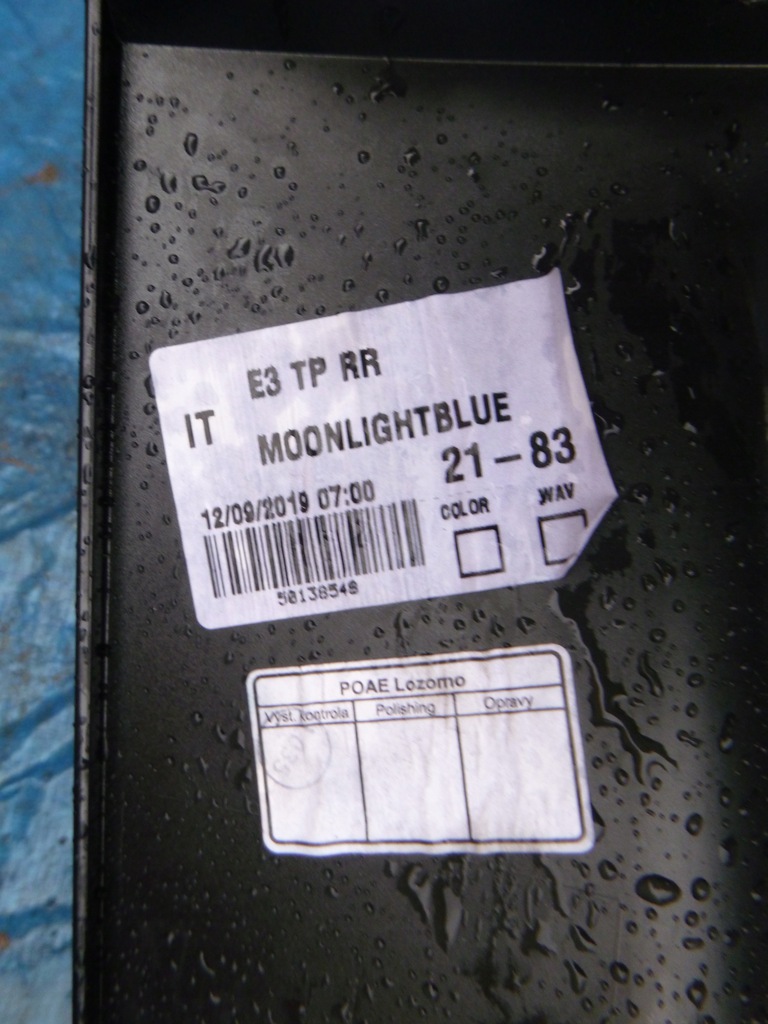 E3 TP RR
IT MOONLIGHTBLUE
21-83
12/09/2019 07:00
COLOR WAV
50138548
POAE Lozorno
Výst. kontrola Polishing Opravy